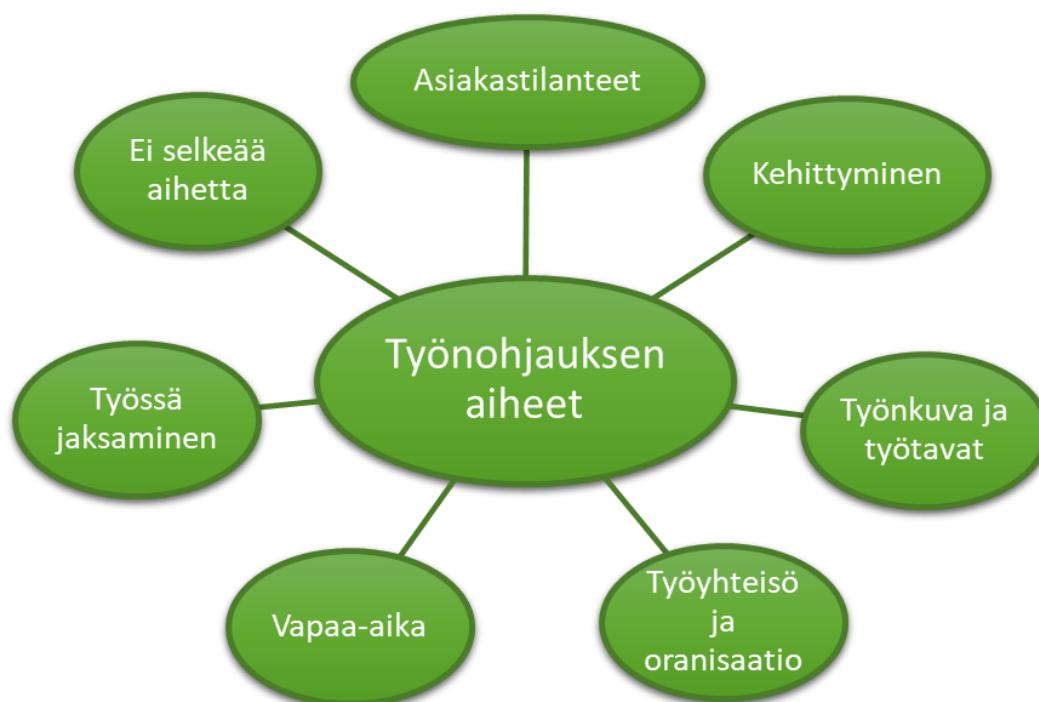 Asiakastilanteet
Ei selkeää
aihetta
Kehittyminen
Työnohjauksen
aiheet
Työssä
jaksaminen
Työnkuva ja
työtavat
Vapaa-aika
Työyhteisö
ja
oranisaatio